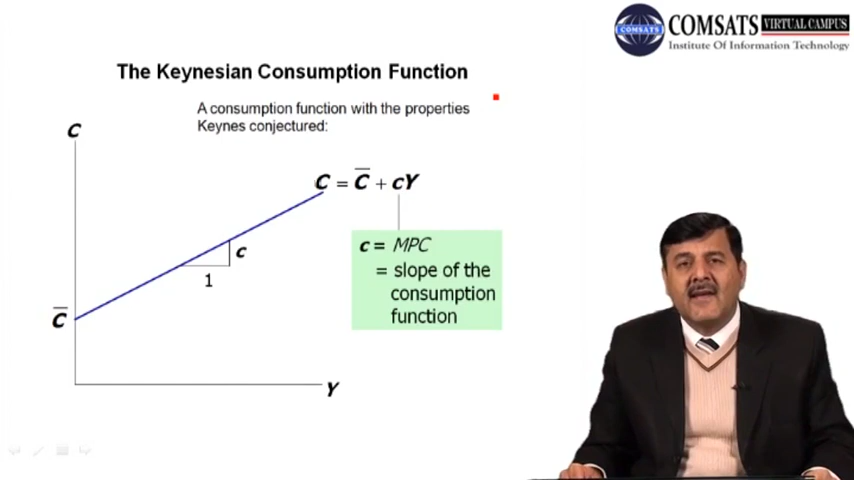 COMSATS VIRTUAL CAMPUS
COMSATS
Institute Of Information Technology
The Keynesian Consumption Function
A consumption function with the properties
Keynes conjectured:
C
C = C̅ + cY
c = MPC
= slope of the
consumption
function
c
1
C̅
Y